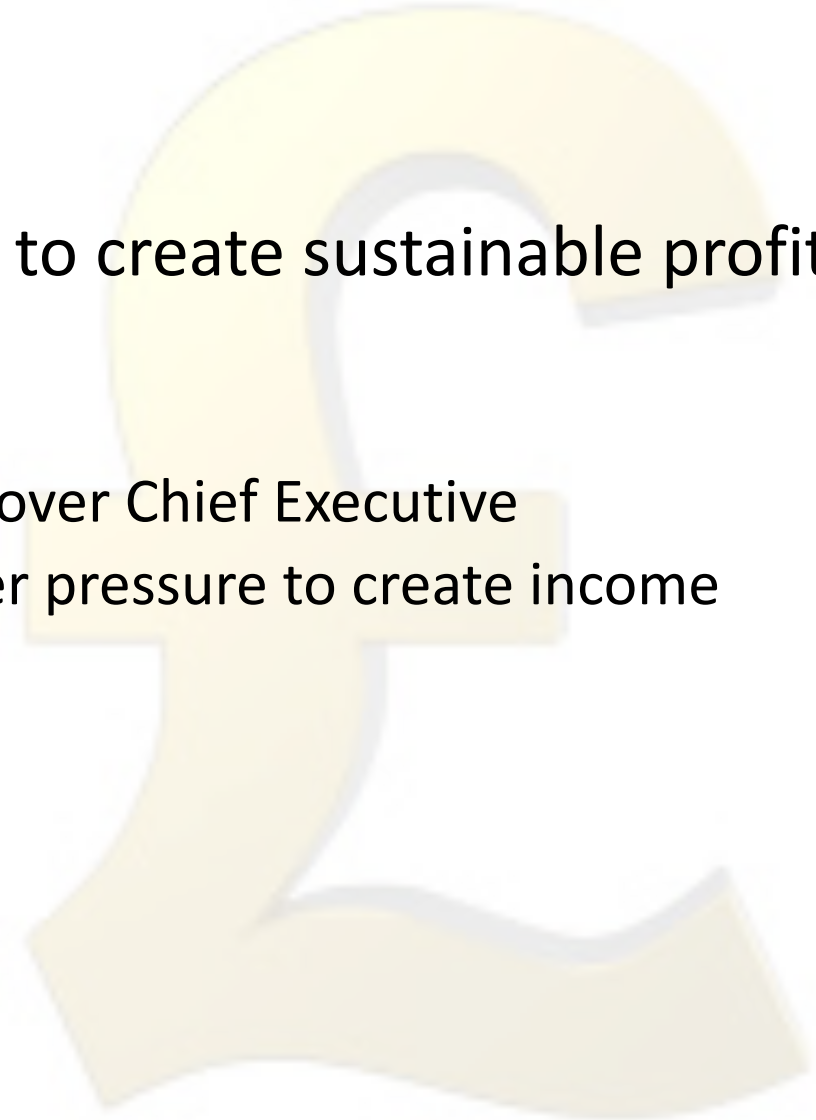 to create sustainable profit
over Chief Executive
er pressure to create income